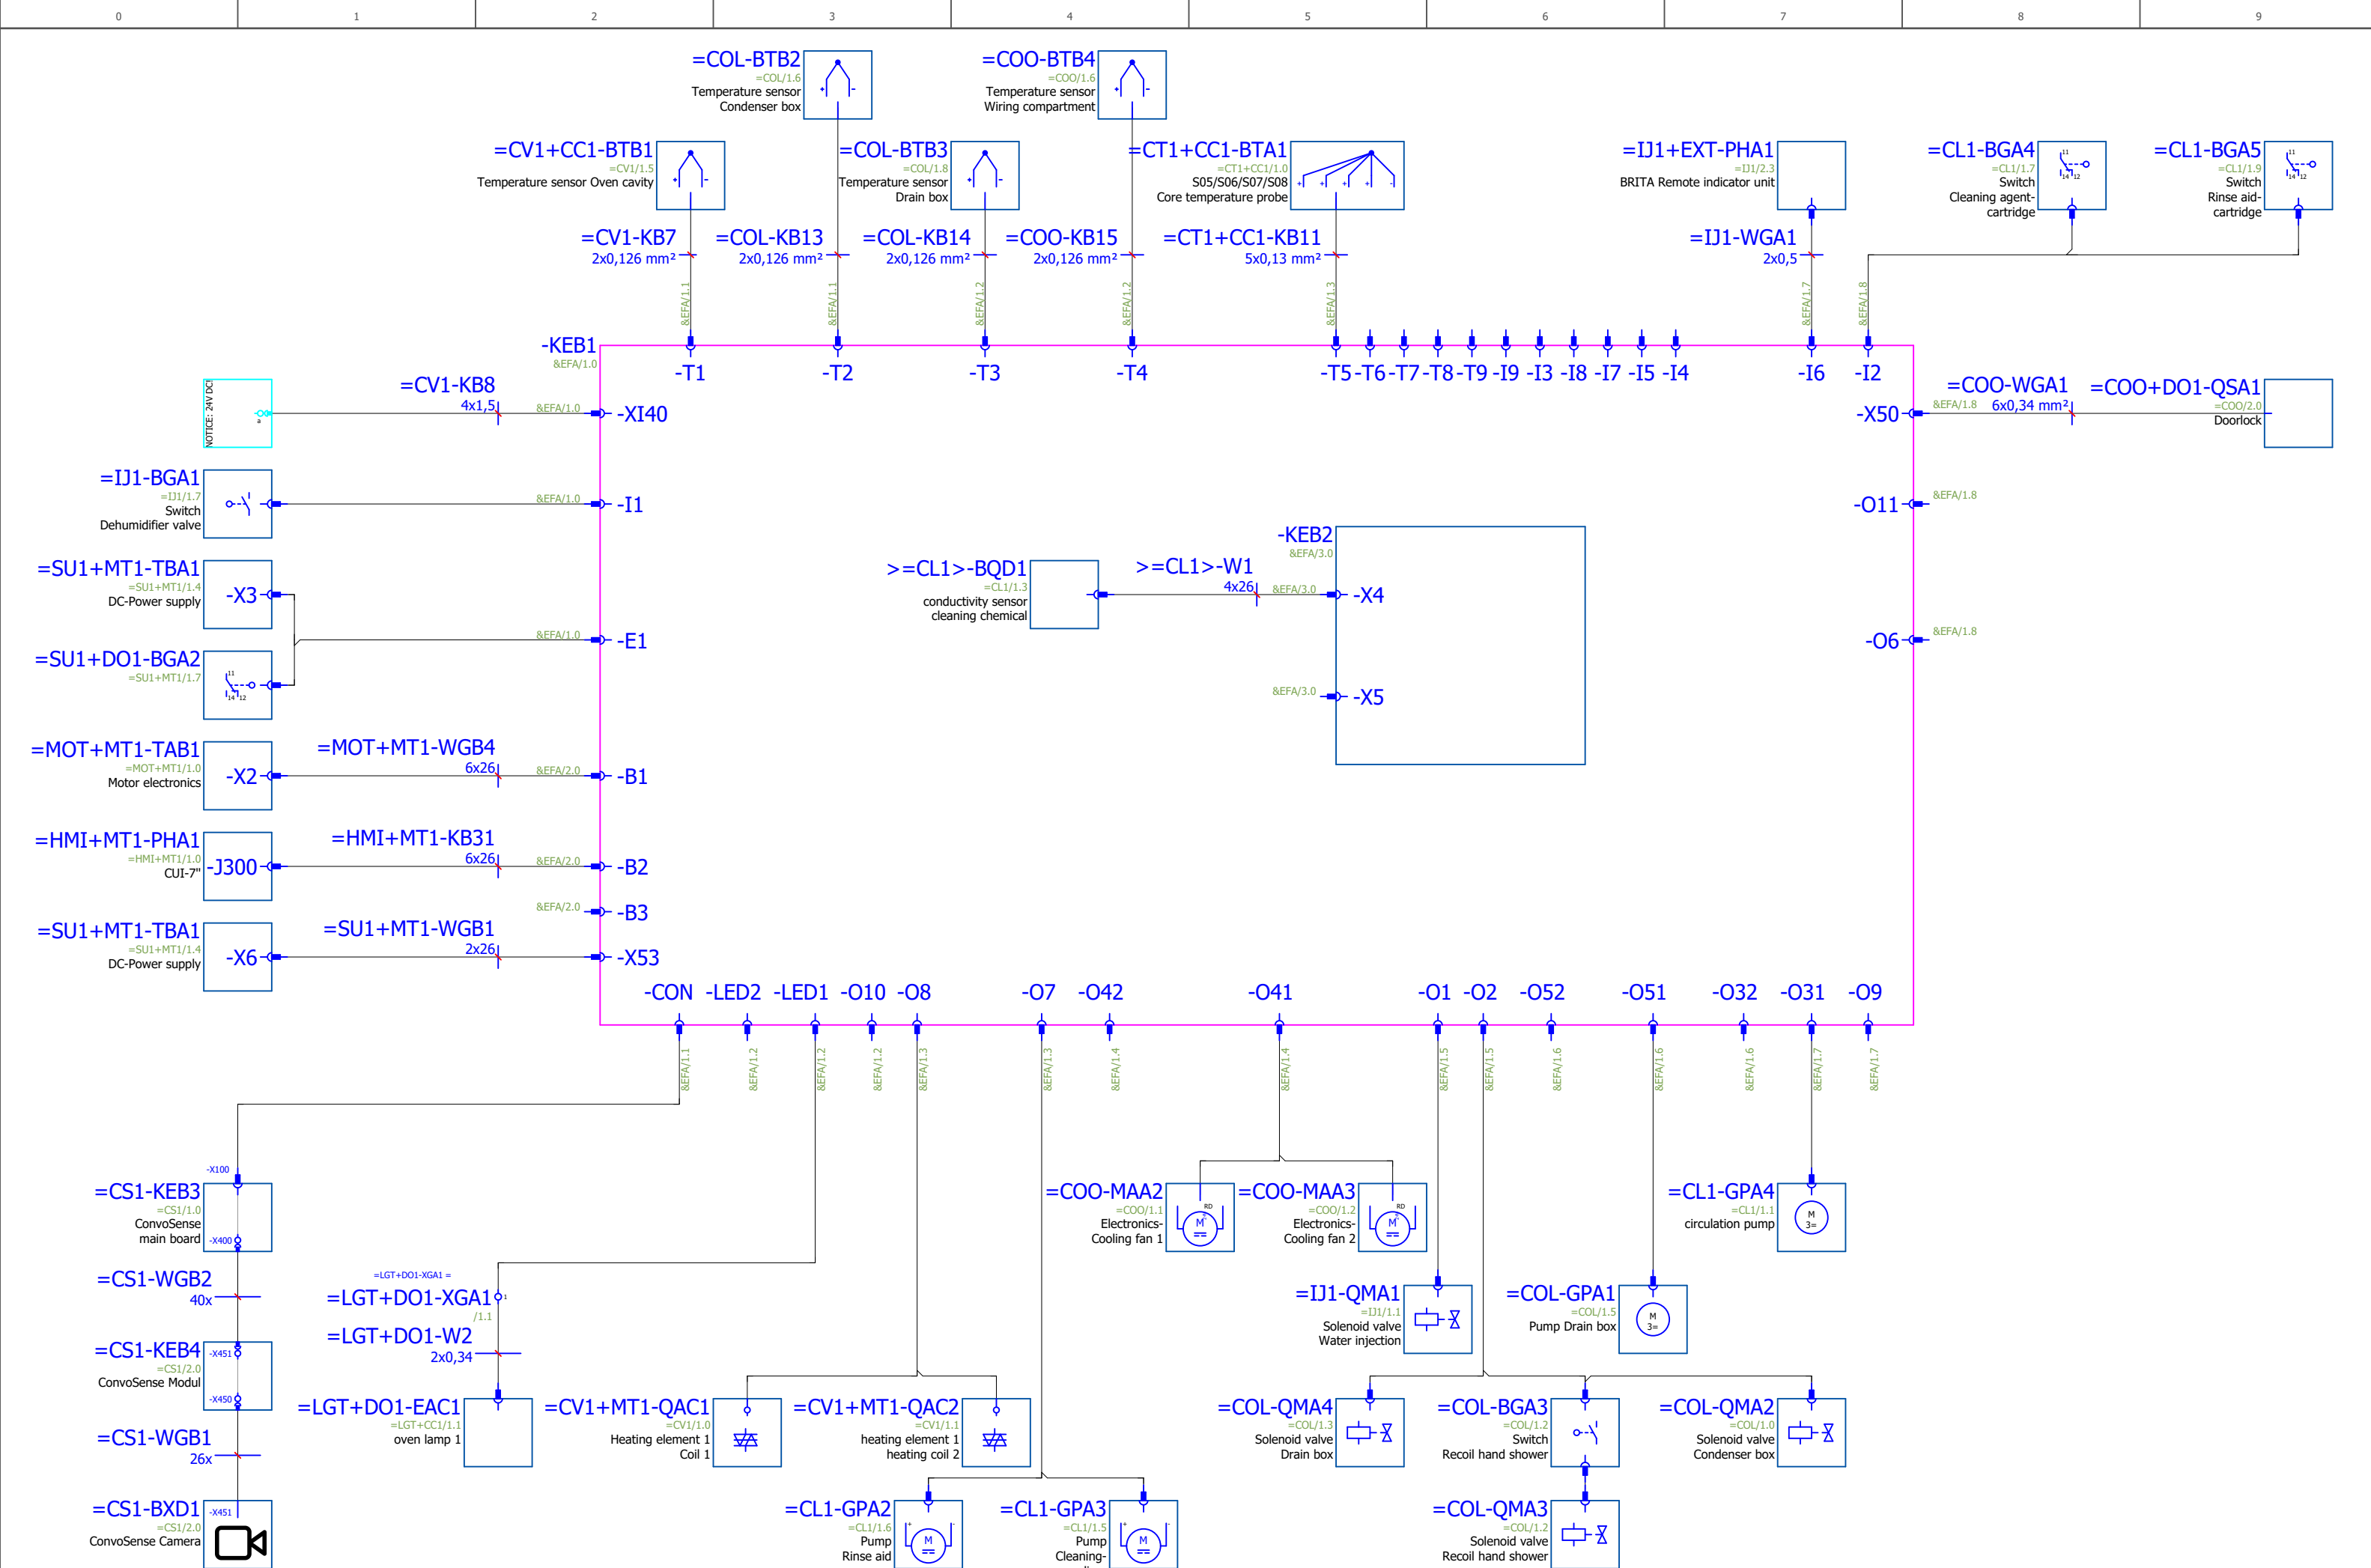 0 1 2 3 4 5 6 7 8 9
=COL-BTB2
=COL/1.6
Temperature sensor
Condenser box
+ -
=COO-BTB4
=COO/1.6
Temperature sensor
Wiring compartment
+ -
=CV1+CC1-BTB1
=CV1/1.5
Temperature sensor Oven cavity
+ -
=COL-BTB3
=COL/1.8
Temperature sensor
Drain box
+ -
=CT1+CC1-BTA1
=CT1+CC1/1.0
S05/S06/S07/S08
Core temperature probe
+ + + + -
=IJ1+EXT-PHA1
=IJ1/2.3
BRITA Remote indicator unit
=CL1-BGA4
=CL1/1.7
Switch
Cleaning agent-
cartridge
11
14 12
=CL1-BGA5
=CL1/1.9
Switch
Rinse aid-
cartridge
11
14 12
=CV1-KB7
2x0,126 mm²
=COL-KB13
2x0,126 mm²
=COL-KB14
2x0,126 mm²
=COO-KB15
2x0,126 mm²
=CT1+CC1-KB11
5x0,13 mm²
=IJ1-WGA1
2x0,5
&EFA/1.1
&EFA/1.1
&EFA/1.2
&EFA/1.2
&EFA/1.3
&EFA/1.7
&EFA/1.8
-KEB1
&EFA/1.0
-T1 -T2 -T3 -T4 -T5 -T6 -T7 -T8 -T9 -I9 -I3 -I8 -I7 -I5 -I4 -I6 -I2
NOTICE: 24V DC!
=CV1-KB8
4x1,5
&EFA/1.0
-XI40
-X50
&EFA/1.8
=COO-WGA1
6x0,34 mm²
=COO+DO1-QSA1
=COO/2.0
Doorlock
=IJ1-BGA1
=IJ1/1.7
Switch
Dehumidifier valve
&EFA/1.0
-I1
-O11
&EFA/1.8
-KEB2
&EFA/3.0
>=CL1>-BQD1
=CL1/1.3
conductivity sensor
cleaning chemical
>=CL1>-W1
4x26
&EFA/3.0
-X4
&EFA/3.0
-X5
=SU1+MT1-TBA1
=SU1+MT1/1.4
DC-Power supply
-X3
&EFA/1.0
-E1
-O6
&EFA/1.8
=SU1+DO1-BGA2
=SU1+MT1/1.7
11
14 12
=MOT+MT1-TAB1
=MOT+MT1/1.0
Motor electronics
-X2
=MOT+MT1-WGB4
6x26
&EFA/2.0
-B1
=HMI+MT1-PHA1
=HMI+MT1/1.0
CUI-7"
-J300
=HMI+MT1-KB31
6x26
&EFA/2.0
-B2
&EFA/2.0
-B3
=SU1+MT1-TBA1
=SU1+MT1/1.4
DC-Power supply
-X6
=SU1+MT1-WGB1
2x26
-X53
-CON -LED2 -LED1 -O10 -O8 -O7 -O42 -O41 -O1 -O2 -O52 -O51 -O32 -O31 -O9
&EFA/1.1
&EFA/1.2
&EFA/1.2
&EFA/1.2
&EFA/1.3
&EFA/1.3
&EFA/1.4
&EFA/1.4
&EFA/1.5
&EFA/1.5
&EFA/1.6
&EFA/1.6
&EFA/1.6
&EFA/1.7
&EFA/1.7
-X100
=CS1-KEB3
=CS1/1.0
ConvoSense
main board
-X400
=COO-MAA2
=COO/1.1
Electronics-
Cooling fan 1
RD
M
=COO-MAA3
=COO/1.2
Electronics-
Cooling fan 2
RD
M
=CL1-GPA4
=CL1/1.1
circulation pump
M
3=
=CS1-WGB2
40x
=LGT+DO1-XGA1 =
=LGT+DO1-XGA1
1
/1.1
=LGT+DO1-W2
2x0,34
=IJ1-QMA1
=IJ1/1.1
Solenoid valve
Water injection
=COL-GPA1
=COL/1.5
Pump Drain box
M
3=
=CS1-KEB4
=CS1/2.0
ConvoSense Modul
-X451
-X450
=LGT+DO1-EAC1
=LGT+CC1/1.1
oven lamp 1
=CV1+MT1-QAC1
=CV1/1.0
Heating element 1
Coil 1
=CV1+MT1-QAC2
=CV1/1.1
heating element 1
heating coil 2
=COL-QMA4
=COL/1.3
Solenoid valve
Drain box
=COL-BGA3
=COL/1.2
Switch
Recoil hand shower
=COL-QMA2
=COL/1.0
Solenoid valve
Condenser box
=CS1-WGB1
26x
=CS1-BXD1
=CS1/2.0
ConvoSense Camera
-X451
=CL1-GPA2
=CL1/1.6
Pump
Rinse aid
+ -
M
=CL1-GPA3
=CL1/1.5
Pump
Cleaning-
+ -
M
=COL-QMA3
=COL/1.2
Solenoid valve
Recoil hand shower